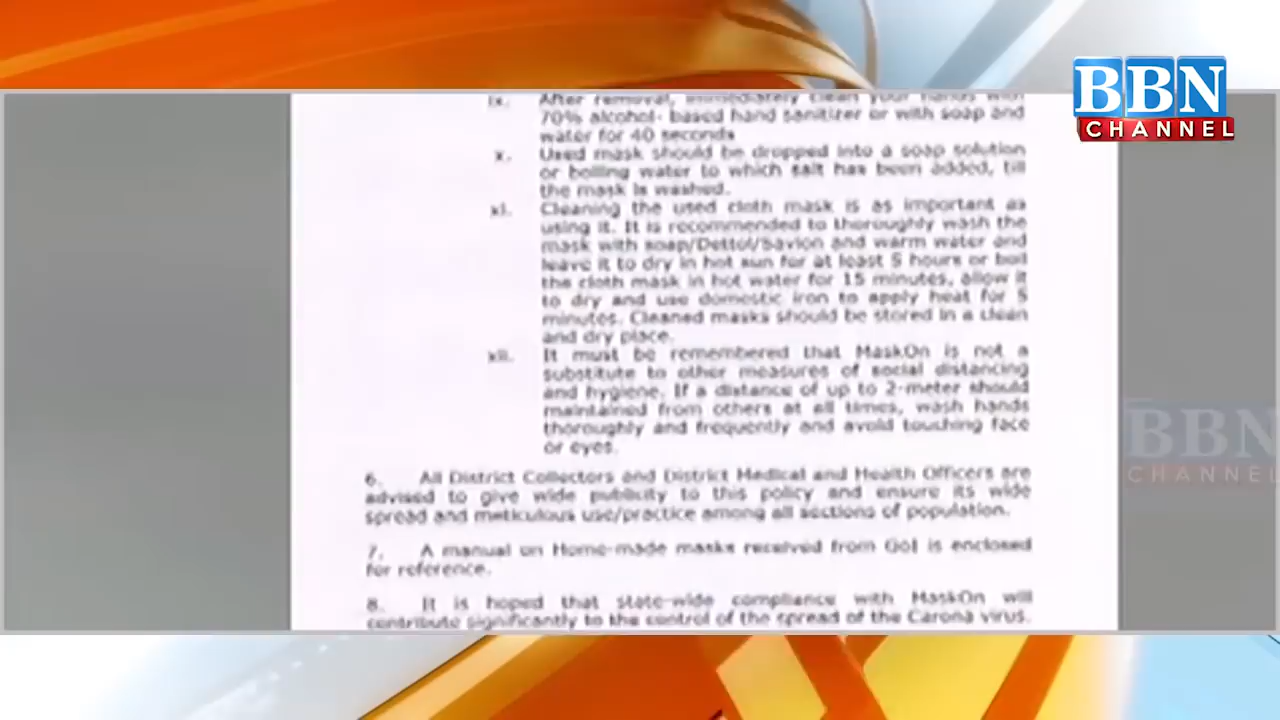 BBN
CHANNEL
ix. After removal, immediately clean your hands with
70% alcohol- based hand sanitizer or with soap and
water for 40 seconds
x. Used mask should be dropped into a soap solution
or boiling water to which salt has been added, till
the mask is washed.
xi. Cleaning the used cloth mask is as important as
using it. It is recommended to thoroughly wash the
mask with soap/Dettol/Savlon and warm water and
leave it to dry in hot sun for at least 5 hours or boil
the cloth mask in hot water for 15 minutes, allow it
to dry and use domestic iron to apply heat for 5
minutes. Cleaned masks should be stored in a clean
and dry place.
xii. It must be remembered that MaskOn is not a
substitute to other measures of social distancing
and hygiene. If a distance of up to 2-meter should
maintained from others at all times, wash hands
thoroughly and frequently and avoid touching face
or eyes.
BBN
CHANNEL
6. All District Collectors and District Medical and Health Officers are
advised to give wide publicity to this policy and ensure its wide
spread and meticulous use/practice among all sections of population.
7. A manual on Home-made masks received from GoI is enclosed
for reference.
8. It is hoped that state-wide compliance with MaskOn will
contribute significantly to the control of the spread of the Carona virus.